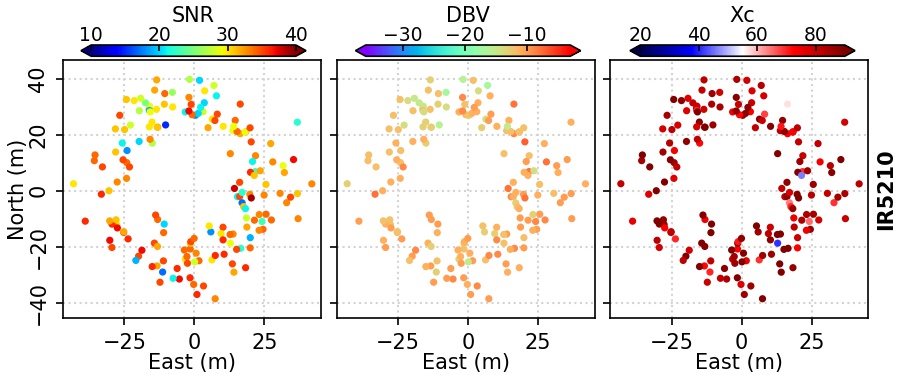 SNR DBV Xc
10 20 30 40 −30 −20 −10 20 40 60 80
40
20
0
−20
−40
North (m)
IR5210
−25 0 25 −25 0 25 −25 0 25
East (m) East (m) East (m)